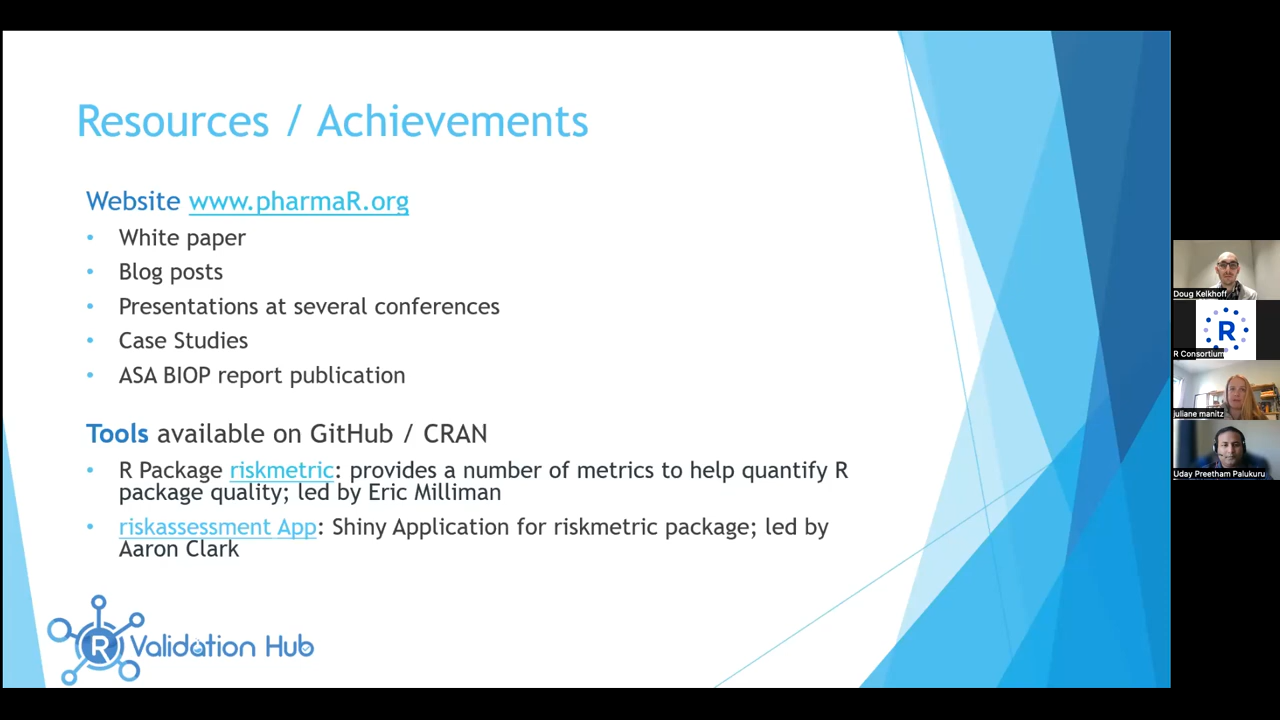 Resources / Achievements
Website www.pharmaR.org
• White paper
• Blog posts
• Presentations at several conferences
• Case Studies
• ASA BIOP report publication
Tools available on GitHub / CRAN
• R Package riskmetric: provides a number of metrics to help quantify R
package quality; led by Eric Milliman
• riskassessment App: Shiny Application for riskmetric package; led by
Aaron Clark
R Validation Hub
Doug Kelkhoff
R
R Consortium
juliane manitz
Uday Preetham Palukuru